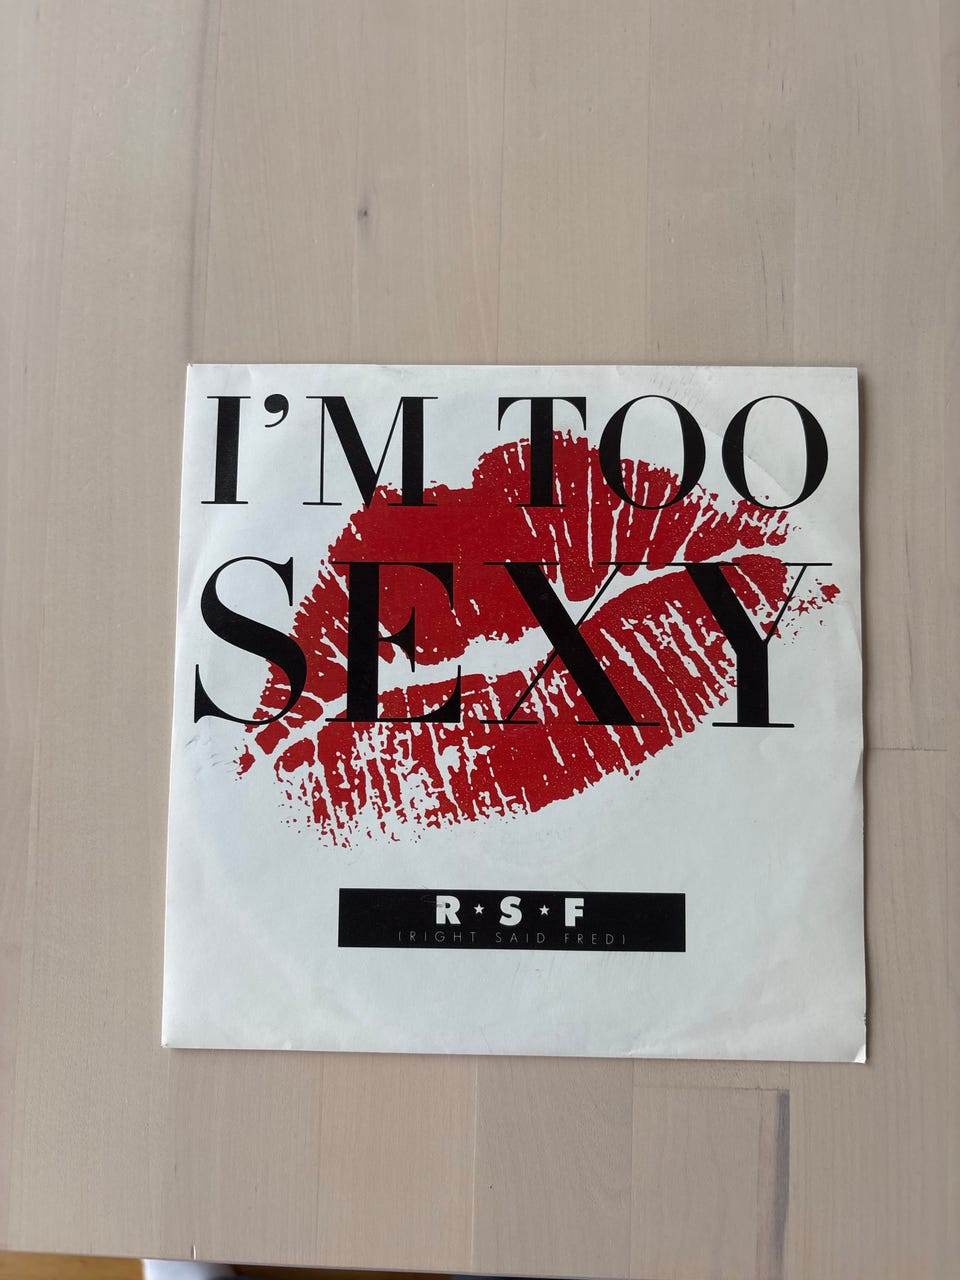 I'M TOO
SEXY
R★S★F
(RIGHT SAID FRED)